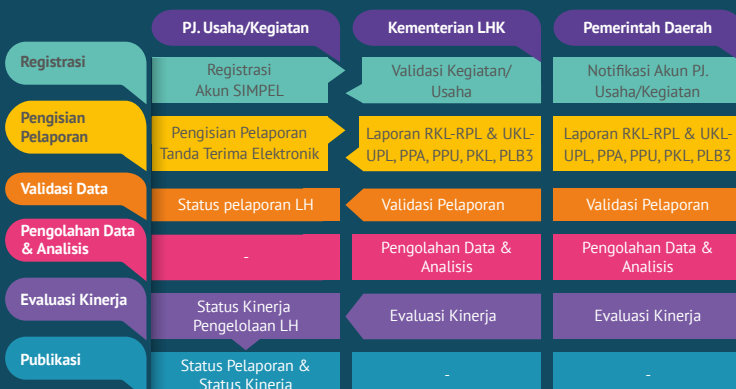 PJ. Usaha/Kegiatan
Kementerian LHK
Pemerintah Daerah
Registrasi
Registrasi
Akun SIMPEL
Validasi Kegiatan/
Usaha
Notifikasi Akun PJ.
Usaha/Kegiatan
Pengisian
Pelaporan
Pengisian Pelaporan
Tanda Terima Elektronik
Laporan RKL-RPL & UKL-
UPL, PPA, PPU, PKL, PLB3
Laporan RKL-RPL & UKL-
UPL, PPA, PPU, PKL, PLB3
Validasi Data
Status pelaporan LH
Validasi Pelaporan
Validasi Pelaporan
Pengolahan Data
& Analisis
-
Pengolahan Data &
Analisis
Pengolahan Data &
Analisis
Evaluasi Kinerja
Status Kinerja
Pengelolaan LH
Evaluasi Kinerja
Evaluasi Kinerja
Publikasi
Status Pelaporan &
Status Kinerja
-
-